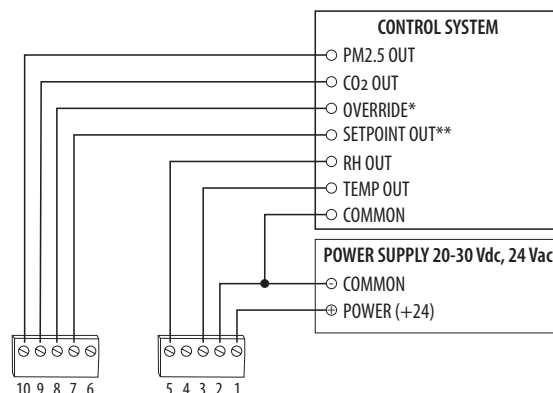 CONTROL SYSTEM
PM2.5 OUT
CO2 OUT
OVERRIDE*
SETPOINT OUT**
RH OUT
TEMP OUT
COMMON
POWER SUPPLY 20-30 Vdc, 24 Vac
COMMON
POWER (+24)
10 9 8 7 6 5 4 3 2 1